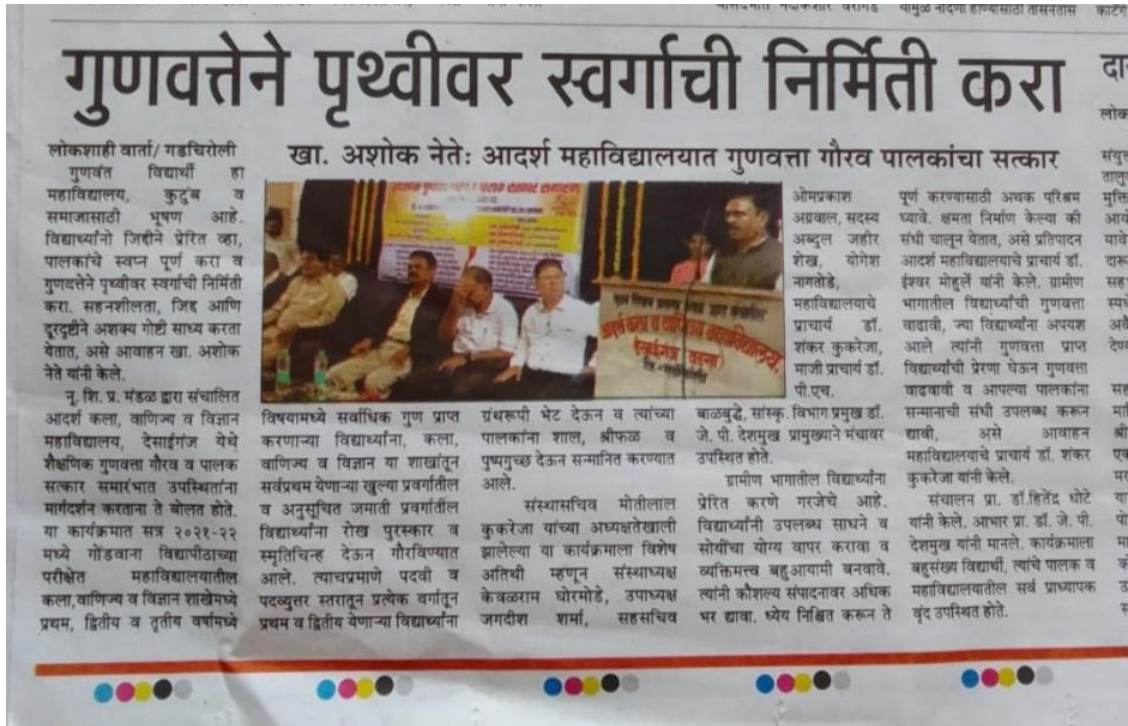 गुणवत्तेने पृथ्वीवर स्वर्गाची निर्मिती करा
खा. अशोक नेतेः आदर्श महाविद्यालयात गुणवत्ता गौरव पालकांचा सत्कार
लोकशाही वार्ता/ गडचिरोली
गुणवंत विद्यार्थी हा
महाविद्यालय, कुटुंब व
समाजासाठी भूषण आहे.
विद्यार्थ्यांनो जिद्दीने प्रेरित व्हा,
पालकांचे स्वप्न पूर्ण करा व
गुणवत्तेने पृथ्वीवर स्वर्गाची निर्मिती
करा. सहनशीलता, जिद्द आणि
दूरदृष्टीने अशक्य गोष्टी साध्य करता
येतात, असे आवाहन खा. अशोक
नेते यांनी केले.
नू. शि. प्र. मंडळ द्वारा संचालित
आदर्श कला, वाणिज्य व विज्ञान
महाविद्यालय, देसाईगंज येथे
शैक्षणिक गुणवत्ता गौरव व पालक
सत्कार समारंभात उपस्थितांना
मार्गदर्शन करताना ते बोलत होते.
या कार्यक्रमात सत्र २०२१-२२
मध्ये गोंडवाना विद्यापीठाच्या
परीक्षेत महाविद्यालयातील
कला,वाणिज्य व विज्ञान शाखेमध्ये
प्रथम, द्वितीय व तृतीय वर्षामध्ये
विषयामध्ये सर्वाधिक गुण प्राप्त
करणाऱ्या विद्यार्थ्यांना, कला,
वाणिज्य व विज्ञान या शाखांतून
सर्वप्रथम येणाऱ्या खुल्या प्रवर्गातील
व अनुसूचित जमाती प्रवर्गातील
विद्यार्थ्यांना रोख पुरस्कार व
स्मृतिचिन्ह देऊन गौरविण्यात
आले. त्याचप्रमाणे पदवी व
पदव्युत्तर स्तरातून प्रत्येक वर्गातून
प्रथम व द्वितीय येणाऱ्या विद्यार्थ्यांना
ग्रंथरूपी भेट देऊन व त्यांच्या
पालकांना शाल, श्रीफळ व
पुष्पगुच्छ देऊन सन्मानित करण्यात
आले.
संस्थासचिव मोतीलाल
कुकरेजा यांच्या अध्यक्षतेखाली
झालेल्या या कार्यक्रमाला विशेष
अतिथी म्हणून संस्थाध्यक्ष
केवळराम घोरमोडे, उपाध्यक्ष
जगदीश शर्मा, सहसचिव
ओमप्रकाश
अग्रवाल, सदस्य
अब्दुल जहीर
शेख, योगेश
नागतोडे,
महाविद्यालयाचे
प्राचार्य डॉ.
शंकर कुकरेजा,
माजी प्राचार्य डॉ.
पी.एच.
बाळबुद्धे, सांस्कृ. विभाग प्रमुख डॉ.
जे. पी. देशमुख प्रामुख्याने मंचावर
उपस्थित होते.
ग्रामीण भागातील विद्यार्थ्यांना
प्रेरित करणे गरजेचे आहे.
विद्यार्थ्यांनी उपलब्ध साधने व
सोयींचा योग्य वापर करावा व
व्यक्तिमत्त्व बहुआयामी बनवावे.
त्यांनी कौशल्य संपादनावर अधिक
भर द्यावा. ध्येय निश्चित करून ते
पूर्ण करण्यासाठी अथक परिश्रम
घ्यावे. क्षमता निर्माण केल्या की
संधी चालून येतात, असे प्रतिपादन
आदर्श महाविद्यालयाचे प्राचार्य डॉ.
ईश्वर मोहुर्ले यांनी केले. ग्रामीण
भागातील विद्यार्थ्यांची गुणवत्ता
वाढावी, ज्या विद्यार्थ्यांना अपयश
आले त्यांनी गुणवत्ता प्राप्त
विद्यार्थ्यांची प्रेरणा घेऊन गुणवत्ता
वाढवावी व आपल्या पालकांना
सन्मानाची संधी उपलब्ध करून
द्यावी, असे आवाहन
महाविद्यालयाचे प्राचार्य डॉ. शंकर
कुकरेजा यांनी केले.
संचालन प्रा. डॉ.हितेंद्र धोटे
यांनी केले. आभार प्रा. डॉ. जे. पी.
देशमुख यांनी मानले. कार्यक्रमाला
बहुसंख्य विद्यार्थी, त्यांचे पालक व
महाविद्यालयातील सर्व प्राध्यापक
वृंद उपस्थित होते.
आदर्श कला व वाणिज्य महाविद्यालय.
देसाईगंज